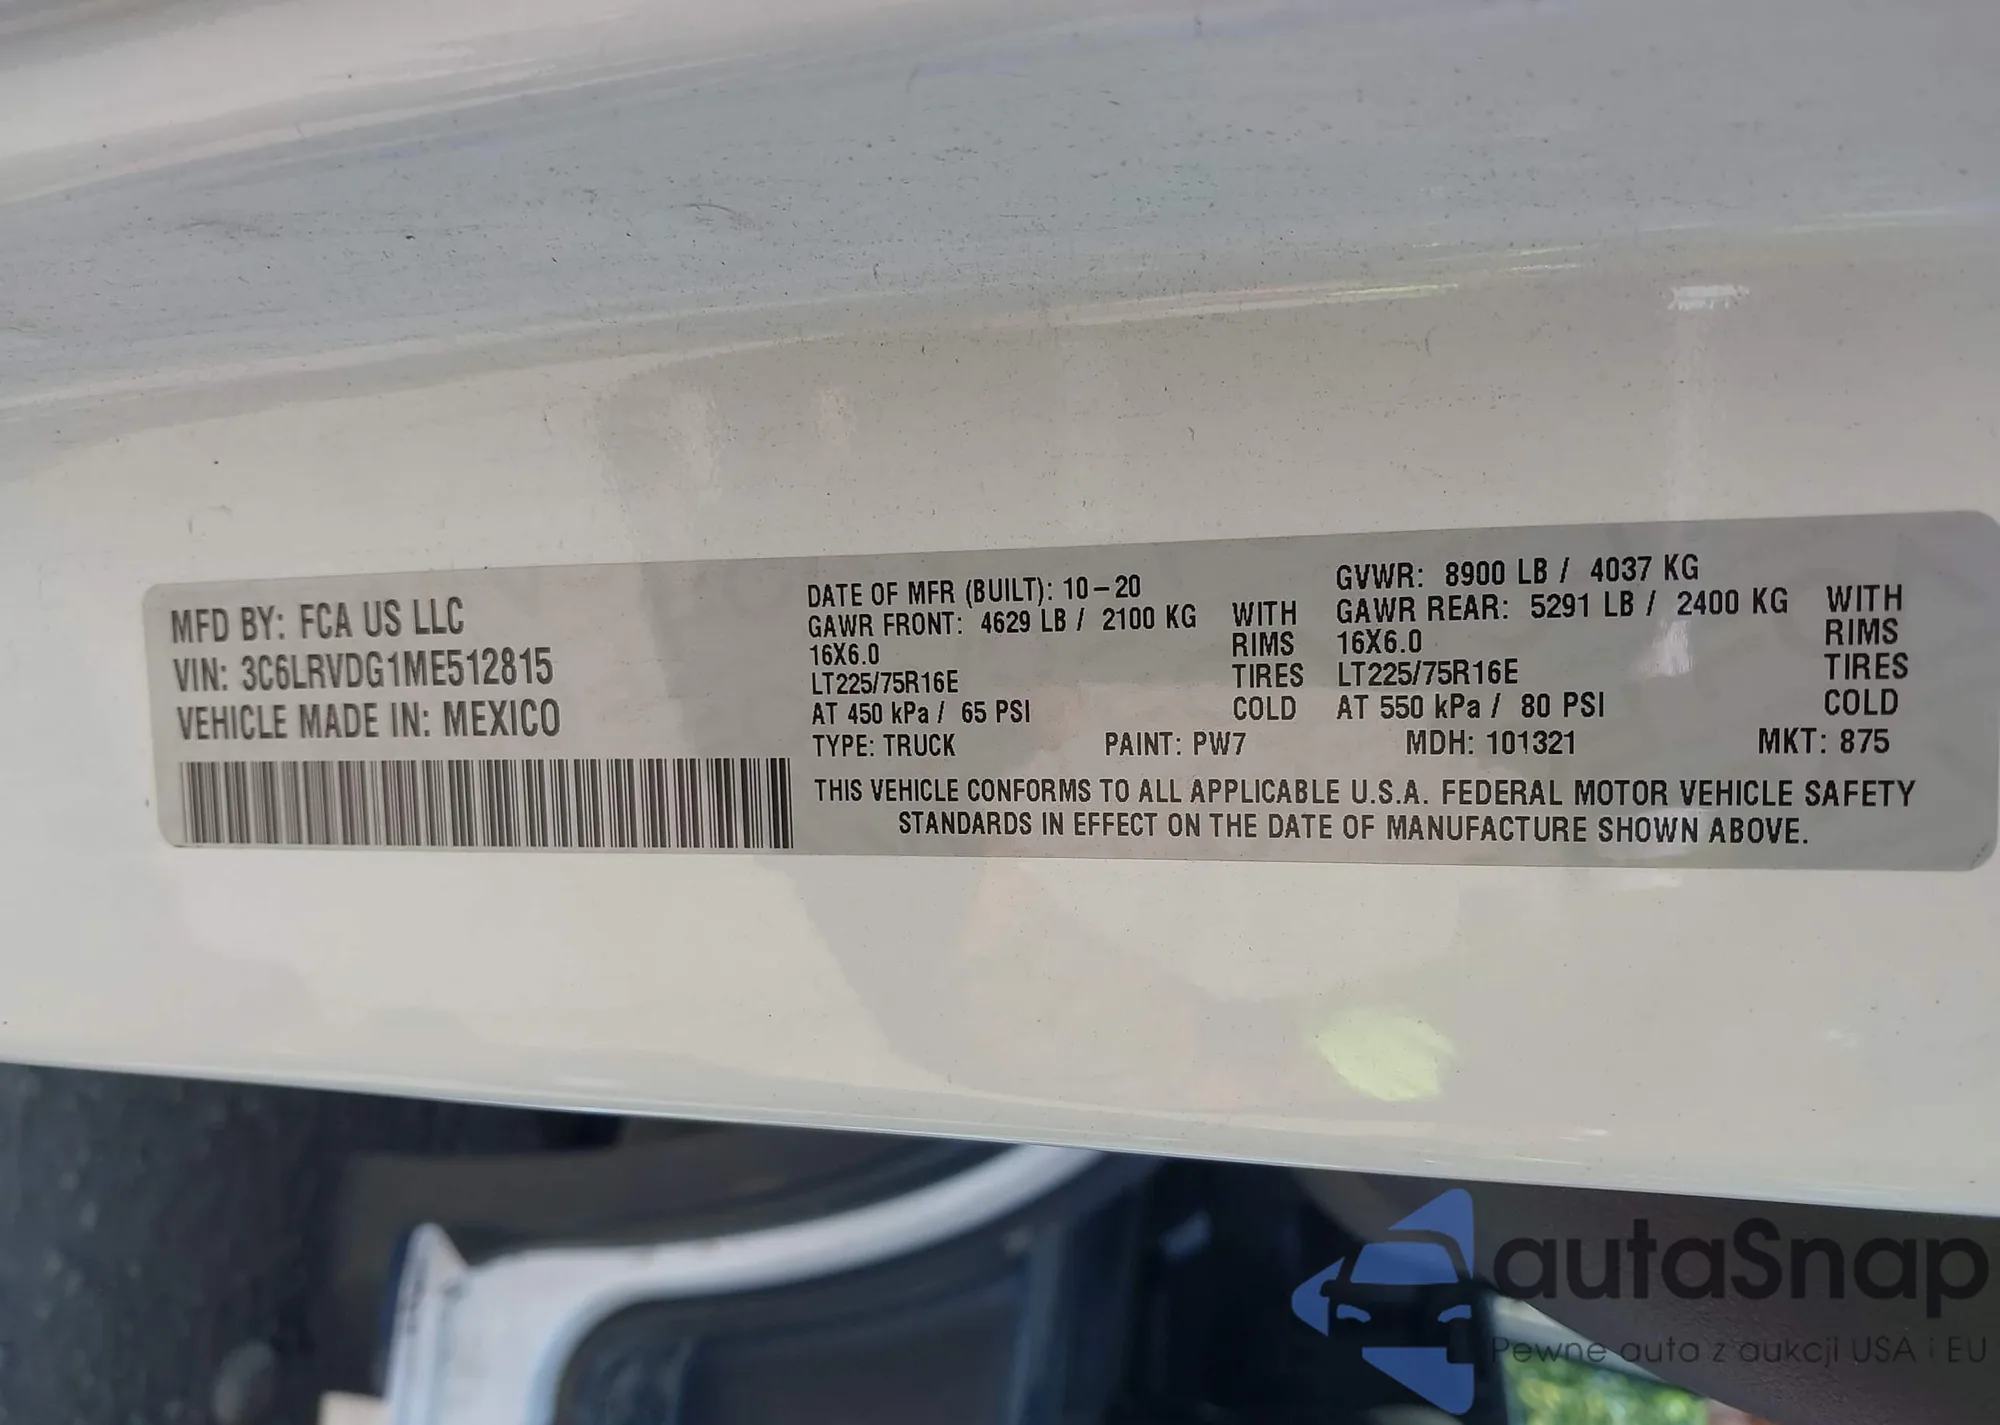 MFD BY: FCA US LLC
VIN: 3C6LRVDG1ME512815
VEHICLE MADE IN: MEXICO
DATE OF MFR (BUILT): 10-20
GAWR FRONT: 4629 LB / 2100 KG WITH
16X6.0 RIMS
LT225/75R16E TIRES
AT 450 kPa / 65 PSI COLD
GVWR: 8900 LB / 4037 KG
GAWR REAR: 5291 LB / 2400 KG WITH
16X6.0 RIMS
LT225/75R16E TIRES
AT 550 kPa / 80 PSI COLD
TYPE: TRUCK PAINT: PW7 MDH: 101321 MKT: 875
THIS VEHICLE CONFORMS TO ALL APPLICABLE U.S.A. FEDERAL MOTOR VEHICLE SAFETY
STANDARDS IN EFFECT ON THE DATE OF MANUFACTURE SHOWN ABOVE.
autaSnap
Pewne auto z aukcji USA i EU